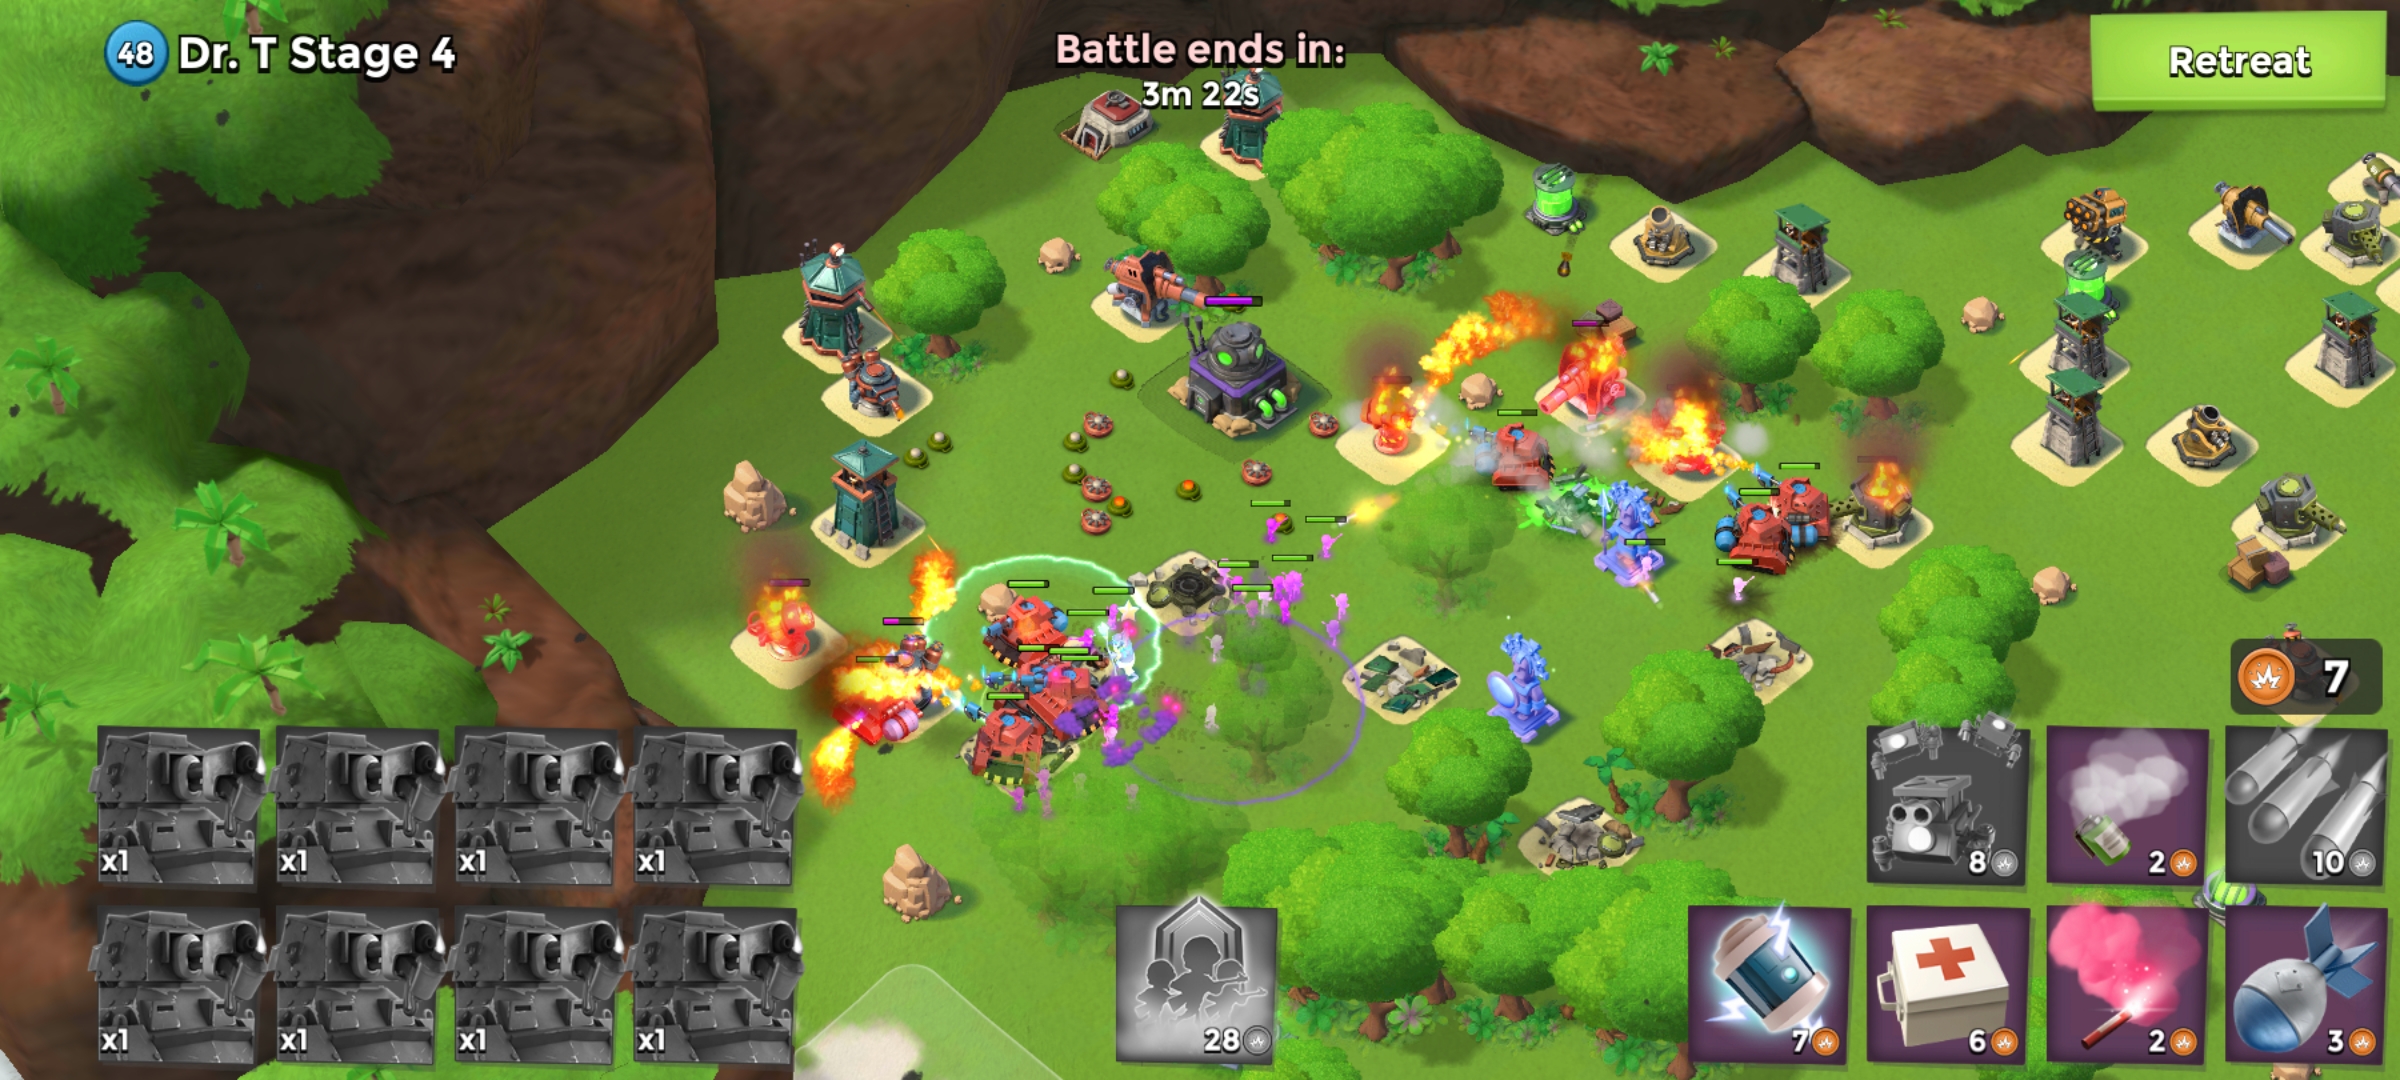 48 Dr. T Stage 4
Battle ends in:
3m 22s
Retreat
7
x1 x1 x1 x1
8 2 10
x1 x1 x1 x1
28 7 6 2 3